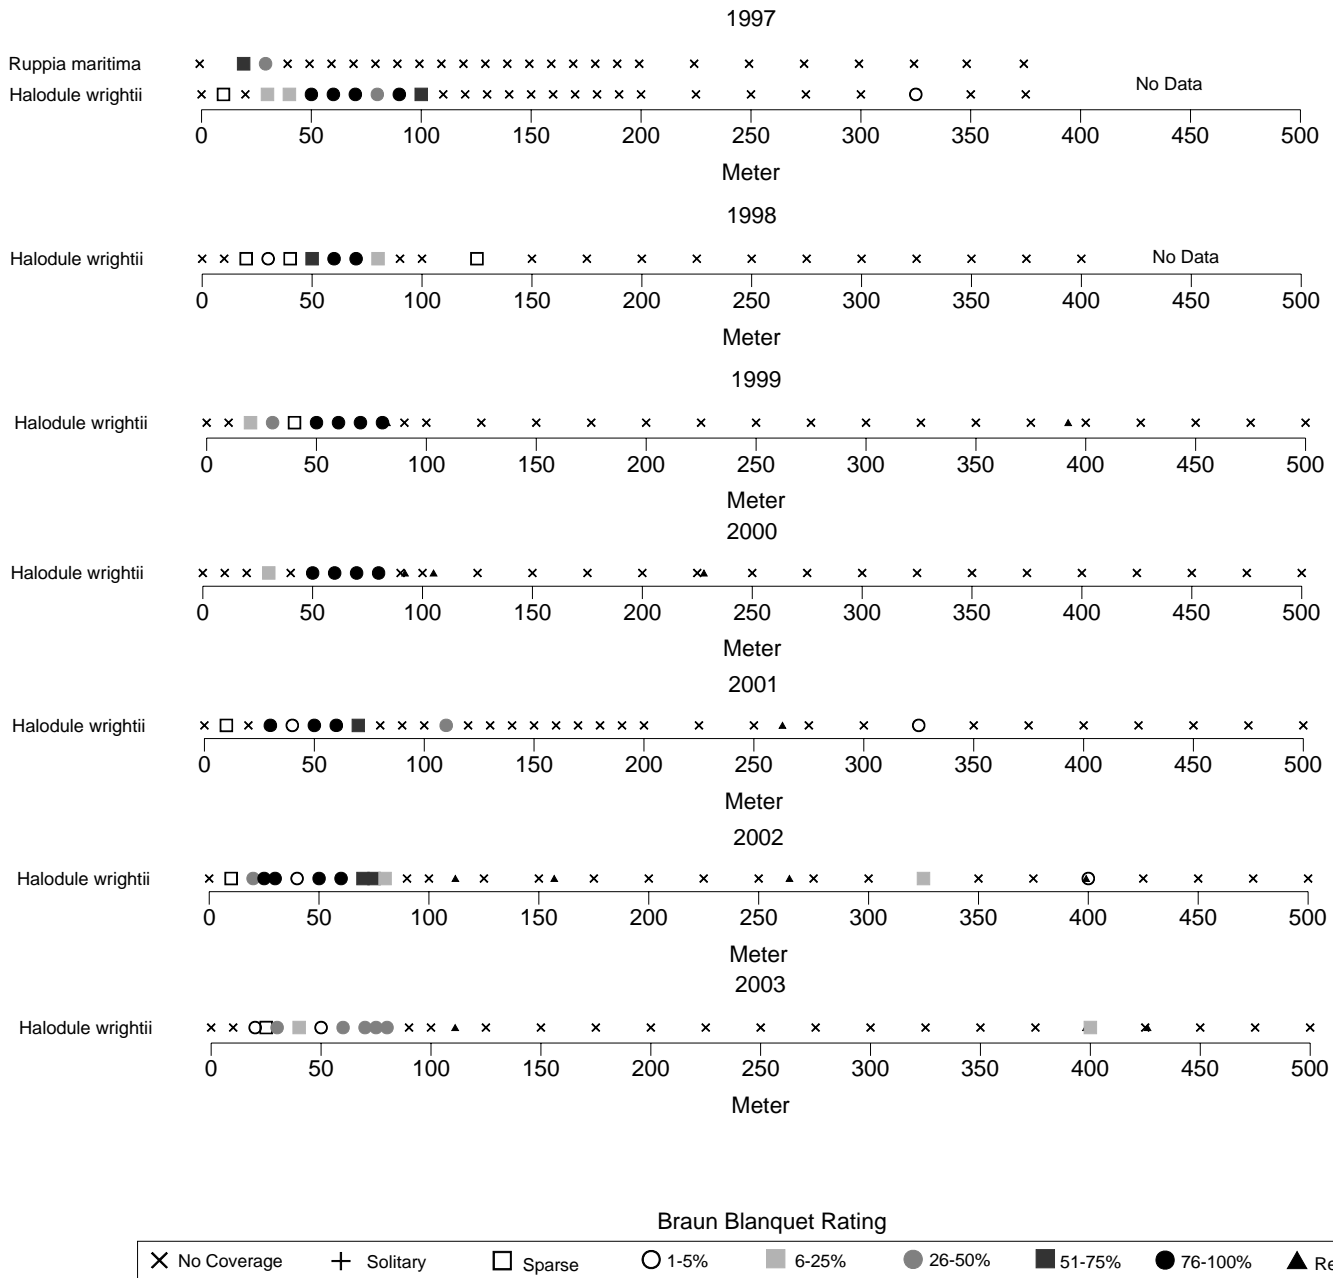 1997
Ruppia maritima
Halodule wrightii
No Data
0 50 100 150 200 250 300 350 400 450 500
Meter
1998
Halodule wrightii
No Data
0 50 100 150 200 250 300 350 400 450 500
Meter
1999
Halodule wrightii
0 50 100 150 200 250 300 350 400 450 500
Meter
2000
Halodule wrightii
0 50 100 150 200 250 300 350 400 450 500
Meter
2001
Halodule wrightii
0 50 100 150 200 250 300 350 400 450 500
Meter
2002
Halodule wrightii
0 50 100 150 200 250 300 350 400 450 500
Meter
2003
Halodule wrightii
0 50 100 150 200 250 300 350 400 450 500
Meter
Braun Blanquet Rating
No Coverage Solitary Sparse 1-5% 6-25% 26-50% 51-75% 76-100%